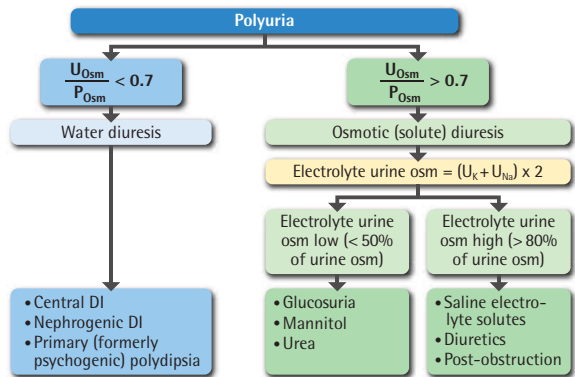 Polyuria
U_Osm / P_Osm < 0.7
U_Osm / P_Osm > 0.7
Water diuresis
Osmotic (solute) diuresis
Electrolyte urine osm = (U_K + U_Na) x 2
Electrolyte urine
osm low (< 50%
of urine osm)
Electrolyte urine
osm high (> 80%
of urine osm)
• Central DI
• Nephrogenic DI
• Primary (formerly
psychogenic) polydipsia
• Glucosuria
• Mannitol
• Urea
• Saline electro-
lyte solutes
• Diuretics
• Post-obstruction